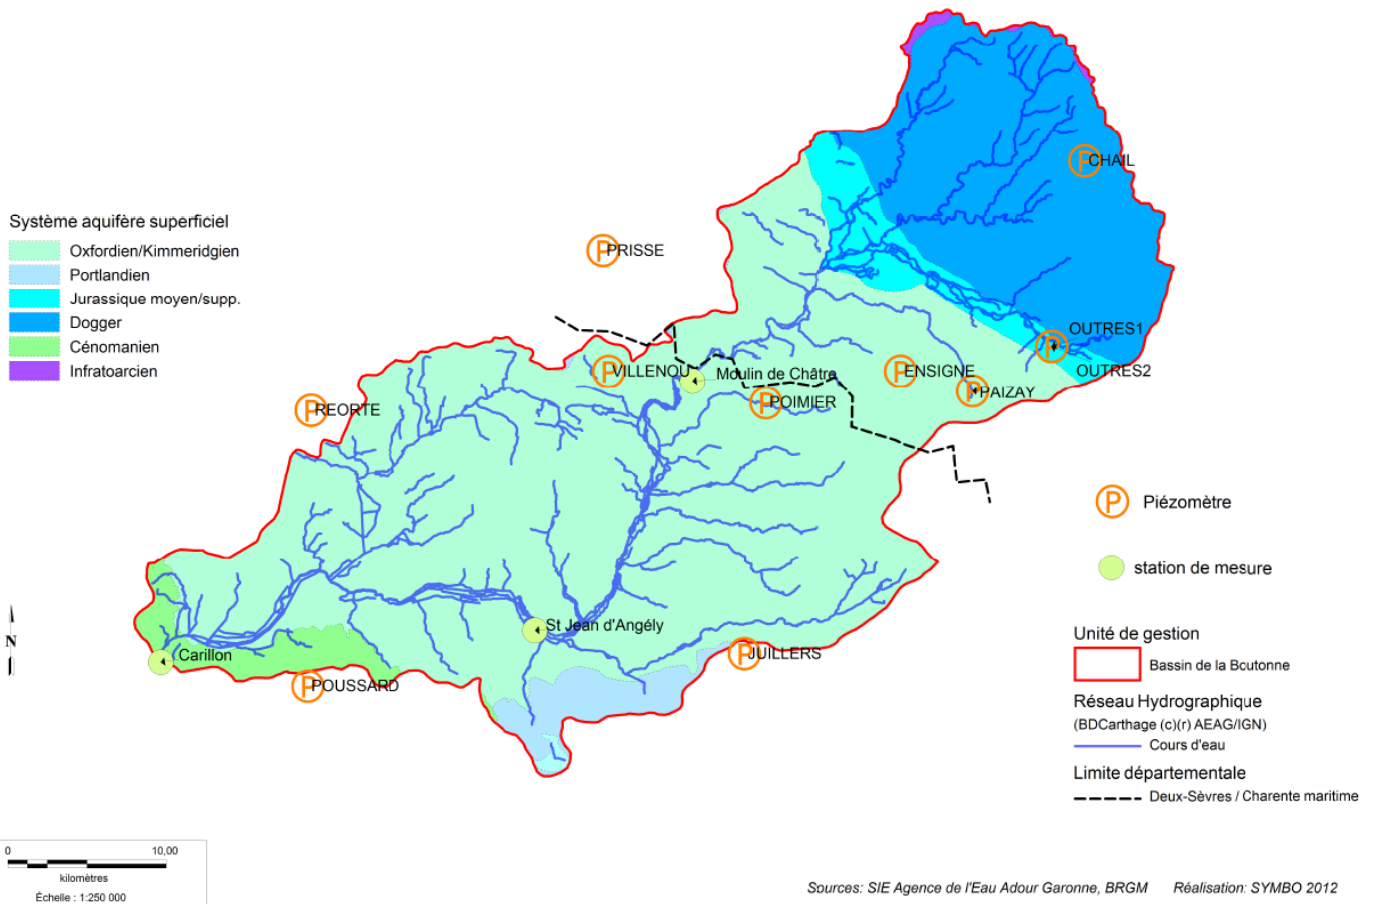 Système aquifère superficiel
Oxfordien/Kimmeridgien
Portlandien
Jurassique moyen/supp.
Dogger
Cénomanien
Infratoarcien
CHAIL
PRISSE
OUTRES1
OUTRES2
VILLENOU
Moulin de Châtre
ENSIGNE
PAIZAY
POIMIER
REORTE
St Jean d'Angély
JUILLERS
Carillon
POUSSARD
N
P Piézomètre
station de mesure
Unité de gestion
Bassin de la Boutonne
Réseau Hydrographique
(BDCarthage (c)(r) AEAG/IGN)
Cours d'eau
Limite départementale
Deux-Sèvres / Charente maritime
0 10,00
kilomètres
Échelle : 1:250 000
Sources: SIE Agence de l'Eau Adour Garonne, BRGM Réalisation: SYMBO 2012